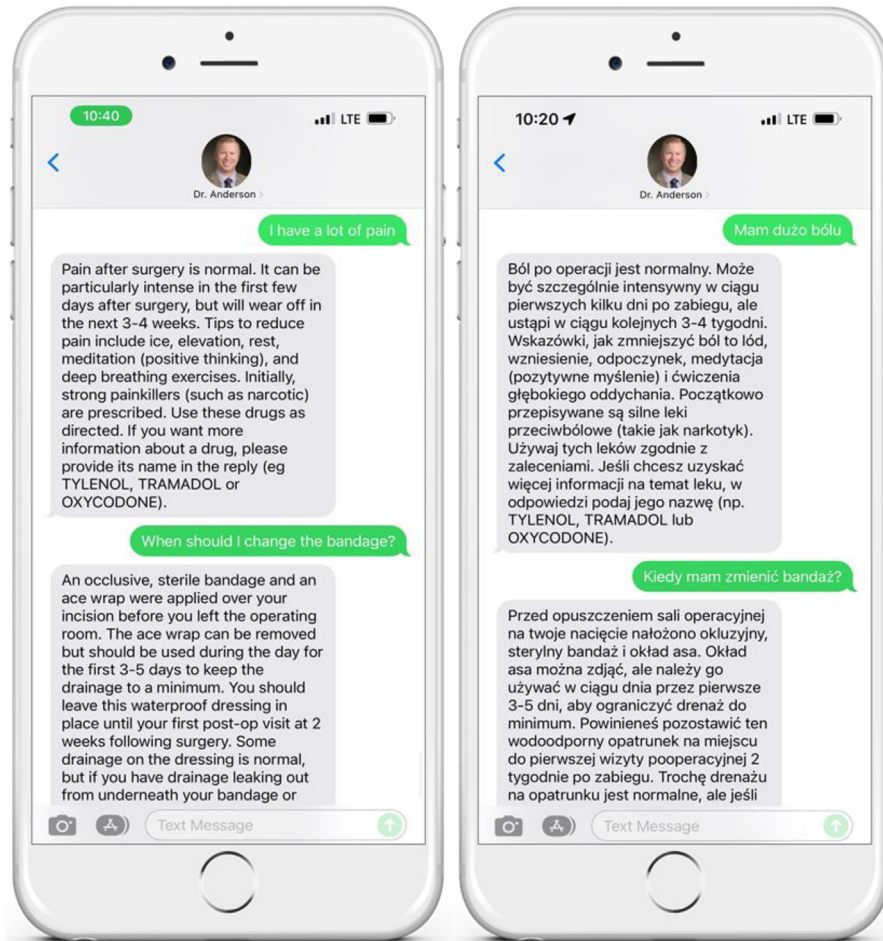 10:40
LTE
Dr. Anderson
I have a lot of pain
Pain after surgery is normal. It can be
particularly intense in the first few
days after surgery, but will wear off in
the next 3-4 weeks. Tips to reduce
pain include ice, elevation, rest,
meditation (positive thinking), and
deep breathing exercises. Initially,
strong painkillers (such as narcotic)
are prescribed. Use these drugs as
directed. If you want more
information about a drug, please
provide its name in the reply (eg
TYLENOL, TRAMADOL or
OXYCODONE).
When should I change the bandage?
An occlusive, sterile bandage and an
ace wrap were applied over your
incision before you left the operating
room. The ace wrap can be removed
but should be used during the day for
the first 3-5 days to keep the
drainage to a minimum. You should
leave this waterproof dressing in
place until your first post-op visit at 2
weeks following surgery. Some
drainage on the dressing is normal,
but if you have drainage leaking out
from underneath your bandage or
Text Message
10:20
LTE
Dr. Anderson
Mam dużo bólu
Ból po operacji jest normalny. Może
być szczególnie intensywny w ciągu
pierwszych kilku dni po zabiegu, ale
ustąpi w ciągu kolejnych 3-4 tygodni.
Wskazówki, jak zmniejszyć ból to lód,
wzniesienie, odpoczynek, medytacja
(pozytywne myślenie) i ćwiczenia
głębokiego oddychania. Początkowo
przepisywane są silne leki
przeciwbólowe (takie jak narkotyk).
Używaj tych leków zgodnie z
zaleceniami. Jeśli chcesz uzyskać
więcej informacji na temat leku, w
odpowiedzi podaj jego nazwę (np.
TYLENOL, TRAMADOL lub
OXYCODONE).
Kiedy mam zmienić bandaż?
Przed opuszczeniem sali operacyjnej
na twoje nacięcie nałożono okluzyjny,
sterylny bandaż i okład asa. Okład
asa można zdjąć, ale należy go
używać w ciągu dnia przez pierwsze
3-5 dni, aby ograniczyć drenaż do
minimum. Powinieneś pozostawić ten
wodoodporny opatrunek na miejscu
do pierwszej wizyty pooperacyjnej 2
tygodnie po zabiegu. Trochę drenażu
na opatrunku jest normalne, ale jeśli
Text Message